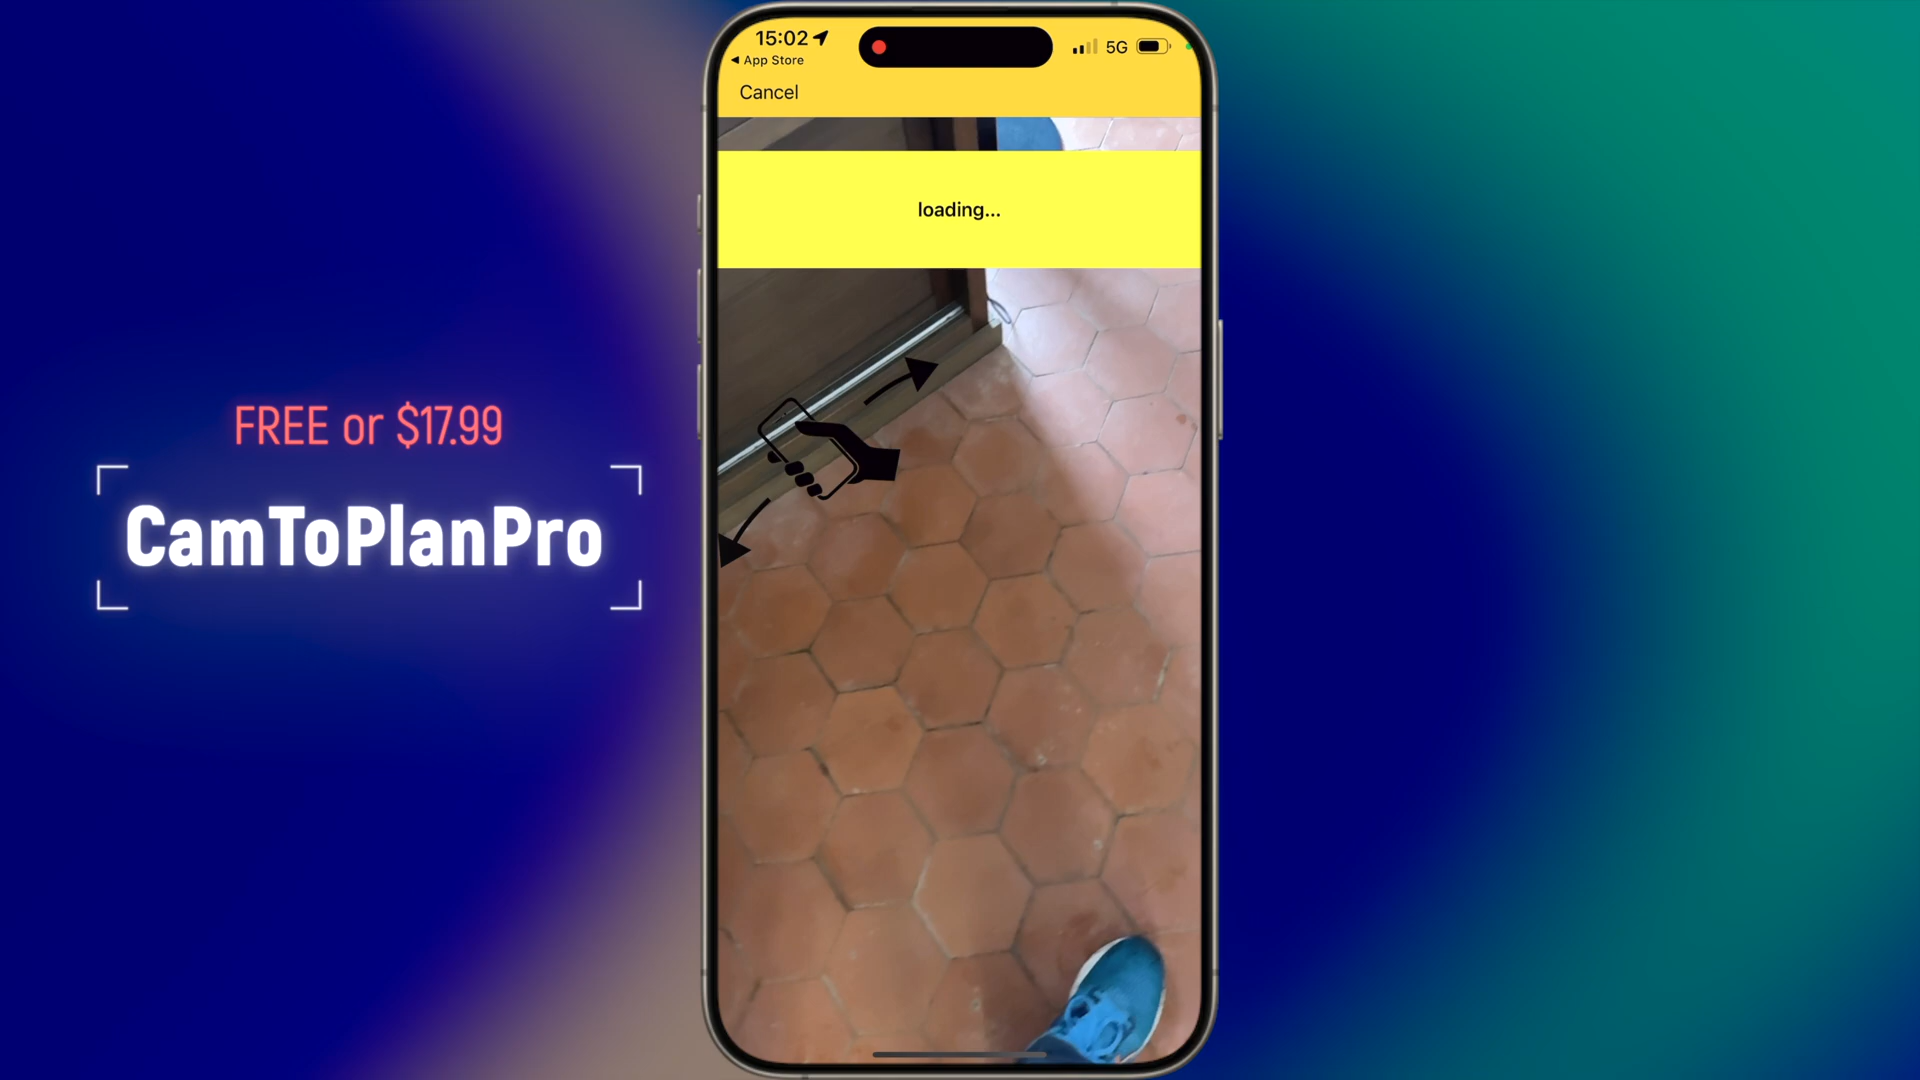 15:02
5G
◀ App Store
Cancel
loading...
FREE or $17.99
CamToPlanPro